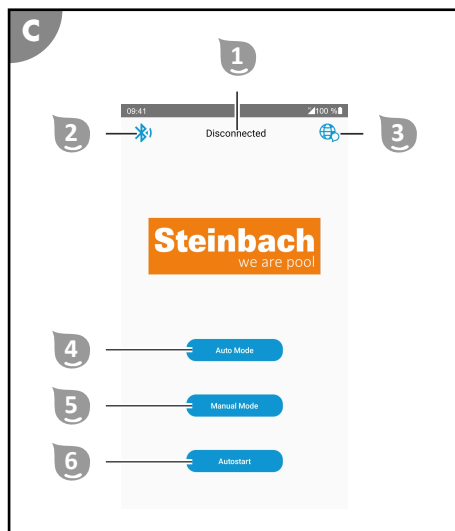 C
1
09:41 100 %
2 Disconnected 3
Steinbach
we are pool
4 Auto Mode
5 Manual Mode
6 Autostart